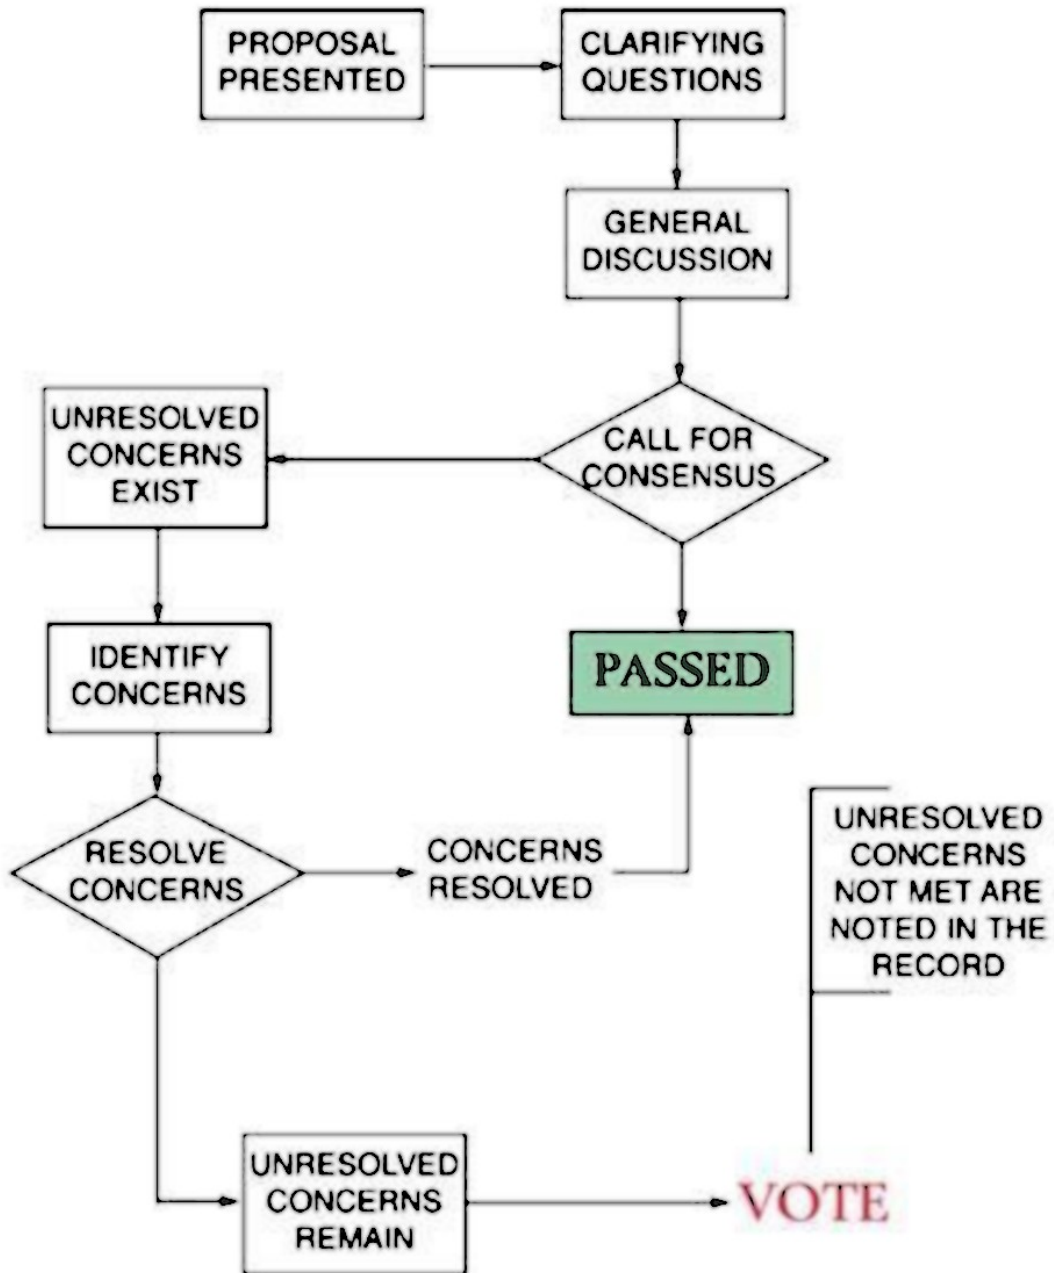 PROPOSAL
PRESENTED
CLARIFYING
QUESTIONS
GENERAL
DISCUSSION
CALL FOR
CONSENSUS
UNRESOLVED
CONCERNS
EXIST
IDENTIFY
CONCERNS
PASSED
RESOLVE
CONCERNS
CONCERNS
RESOLVED
UNRESOLVED
CONCERNS
NOT MET ARE
NOTED IN THE
RECORD
UNRESOLVED
CONCERNS
REMAIN
VOTE